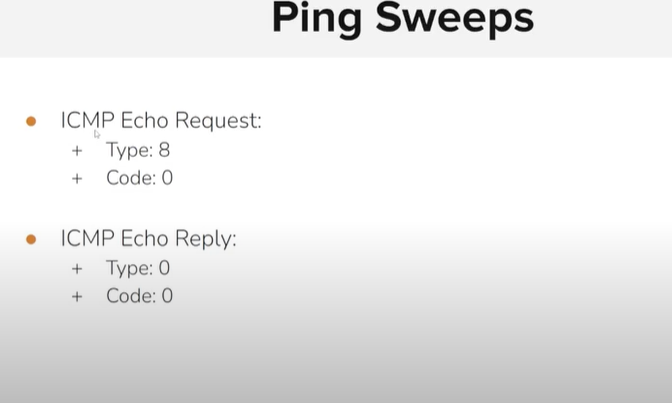 Ping Sweeps
● ICMP Echo Request:
+ Type: 8
+ Code: 0
● ICMP Echo Reply:
+ Type: 0
+ Code: 0